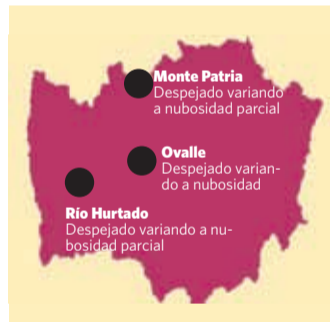 Monte Patria
Despejado variando
a nubosidad parcial
Ovalle
Despejado varian-
do a nubosidad
Río Hurtado
Despejado variando a nu-
bosidad parcial